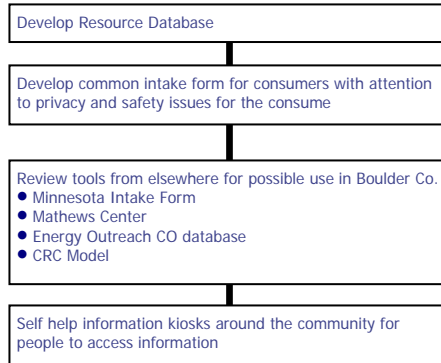 Develop Resource Database
Develop common intake form for consumers with attention
to privacy and safety issues for the consume
Review tools from elsewhere for possible use in Boulder Co.
● Minnesota Intake Form
● Mathews Center
● Energy Outreach CO database
● CRC Model
Self help information kiosks around the community for
people to access information